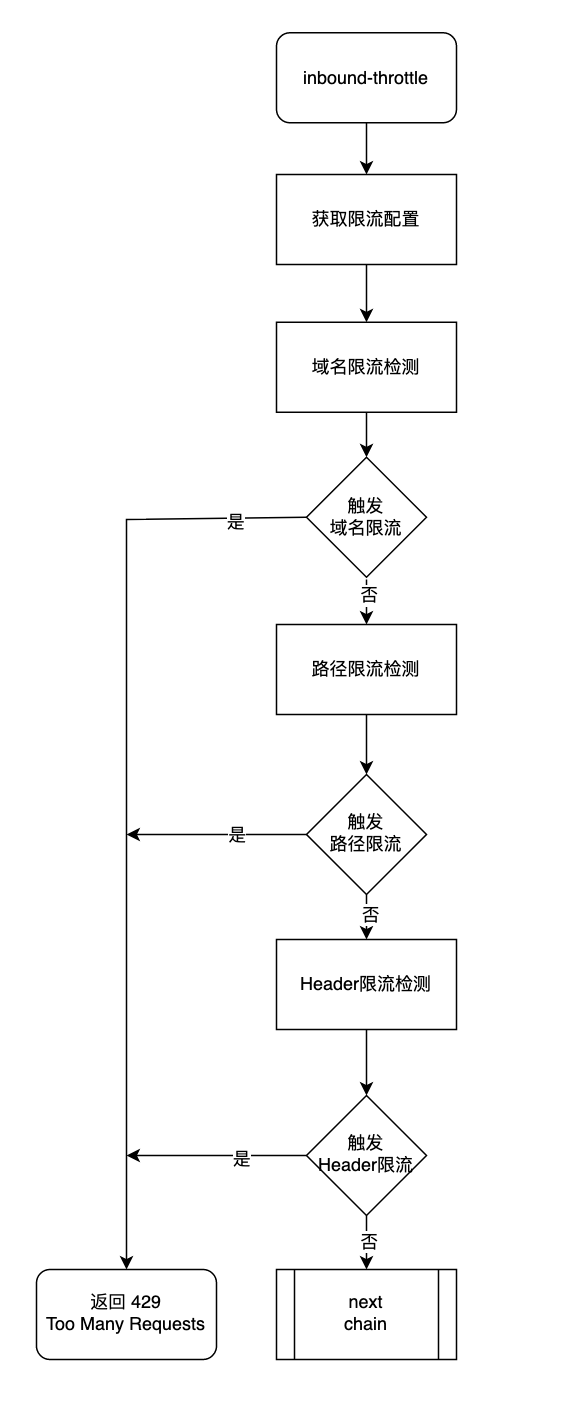 inbound-throttle
获取限流配置
域名限流检测
触发
域名限流
是
否
路径限流检测
触发
路径限流
是
否
Header限流检测
触发
Header限流
是
否
返回 429
Too Many Requests
next
chain